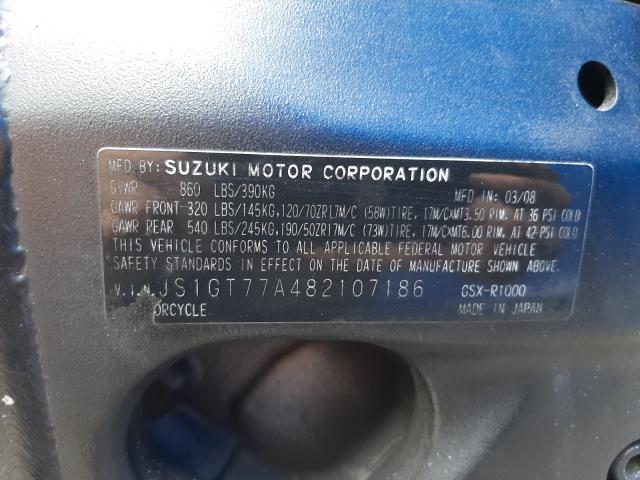 MFD BY: SUZUKI MOTOR CORPORATION
GVWR 860 LBS/390KG MFD IN: 03/08
GAWR FRONT 320 LBS/145KG,120/70ZR17M/C (58W)TIRE, 17M/CXMT3.50 RIM, AT 36 PSI COLD
GAWR REAR 540 LBS/245KG,190/50ZR17M/C (73W)TIRE, 17M/CXMT6.00 RIM, AT 42 PSI COLD
THIS VEHICLE CONFORMS TO ALL APPLICABLE FEDERAL MOTOR VEHICLE
SAFETY STANDARDS IN EFFECT ON THE DATE OF MANUFACTURE SHOWN ABOVE.
V.I.N. JS1GT77A482107186 GSX-R1000
ORCYCLE MADE IN JAPAN